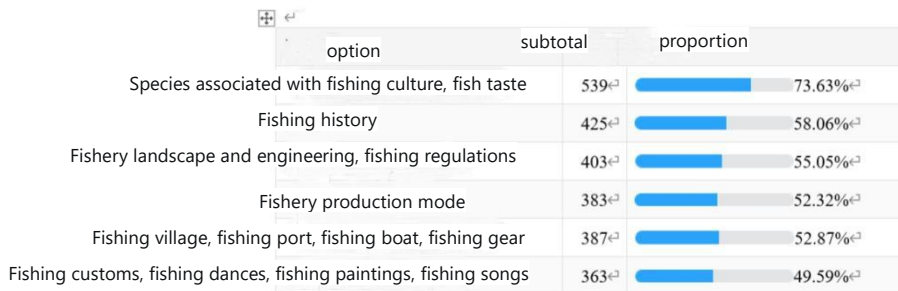 option subtotal proportion
Species associated with fishing culture, fish taste 539 73.63%
Fishing history 425 58.06%
Fishery landscape and engineering, fishing regulations 403 55.05%
Fishery production mode 383 52.32%
Fishing village, fishing port, fishing boat, fishing gear 387 52.87%
Fishing customs, fishing dances, fishing paintings, fishing songs 363 49.59%